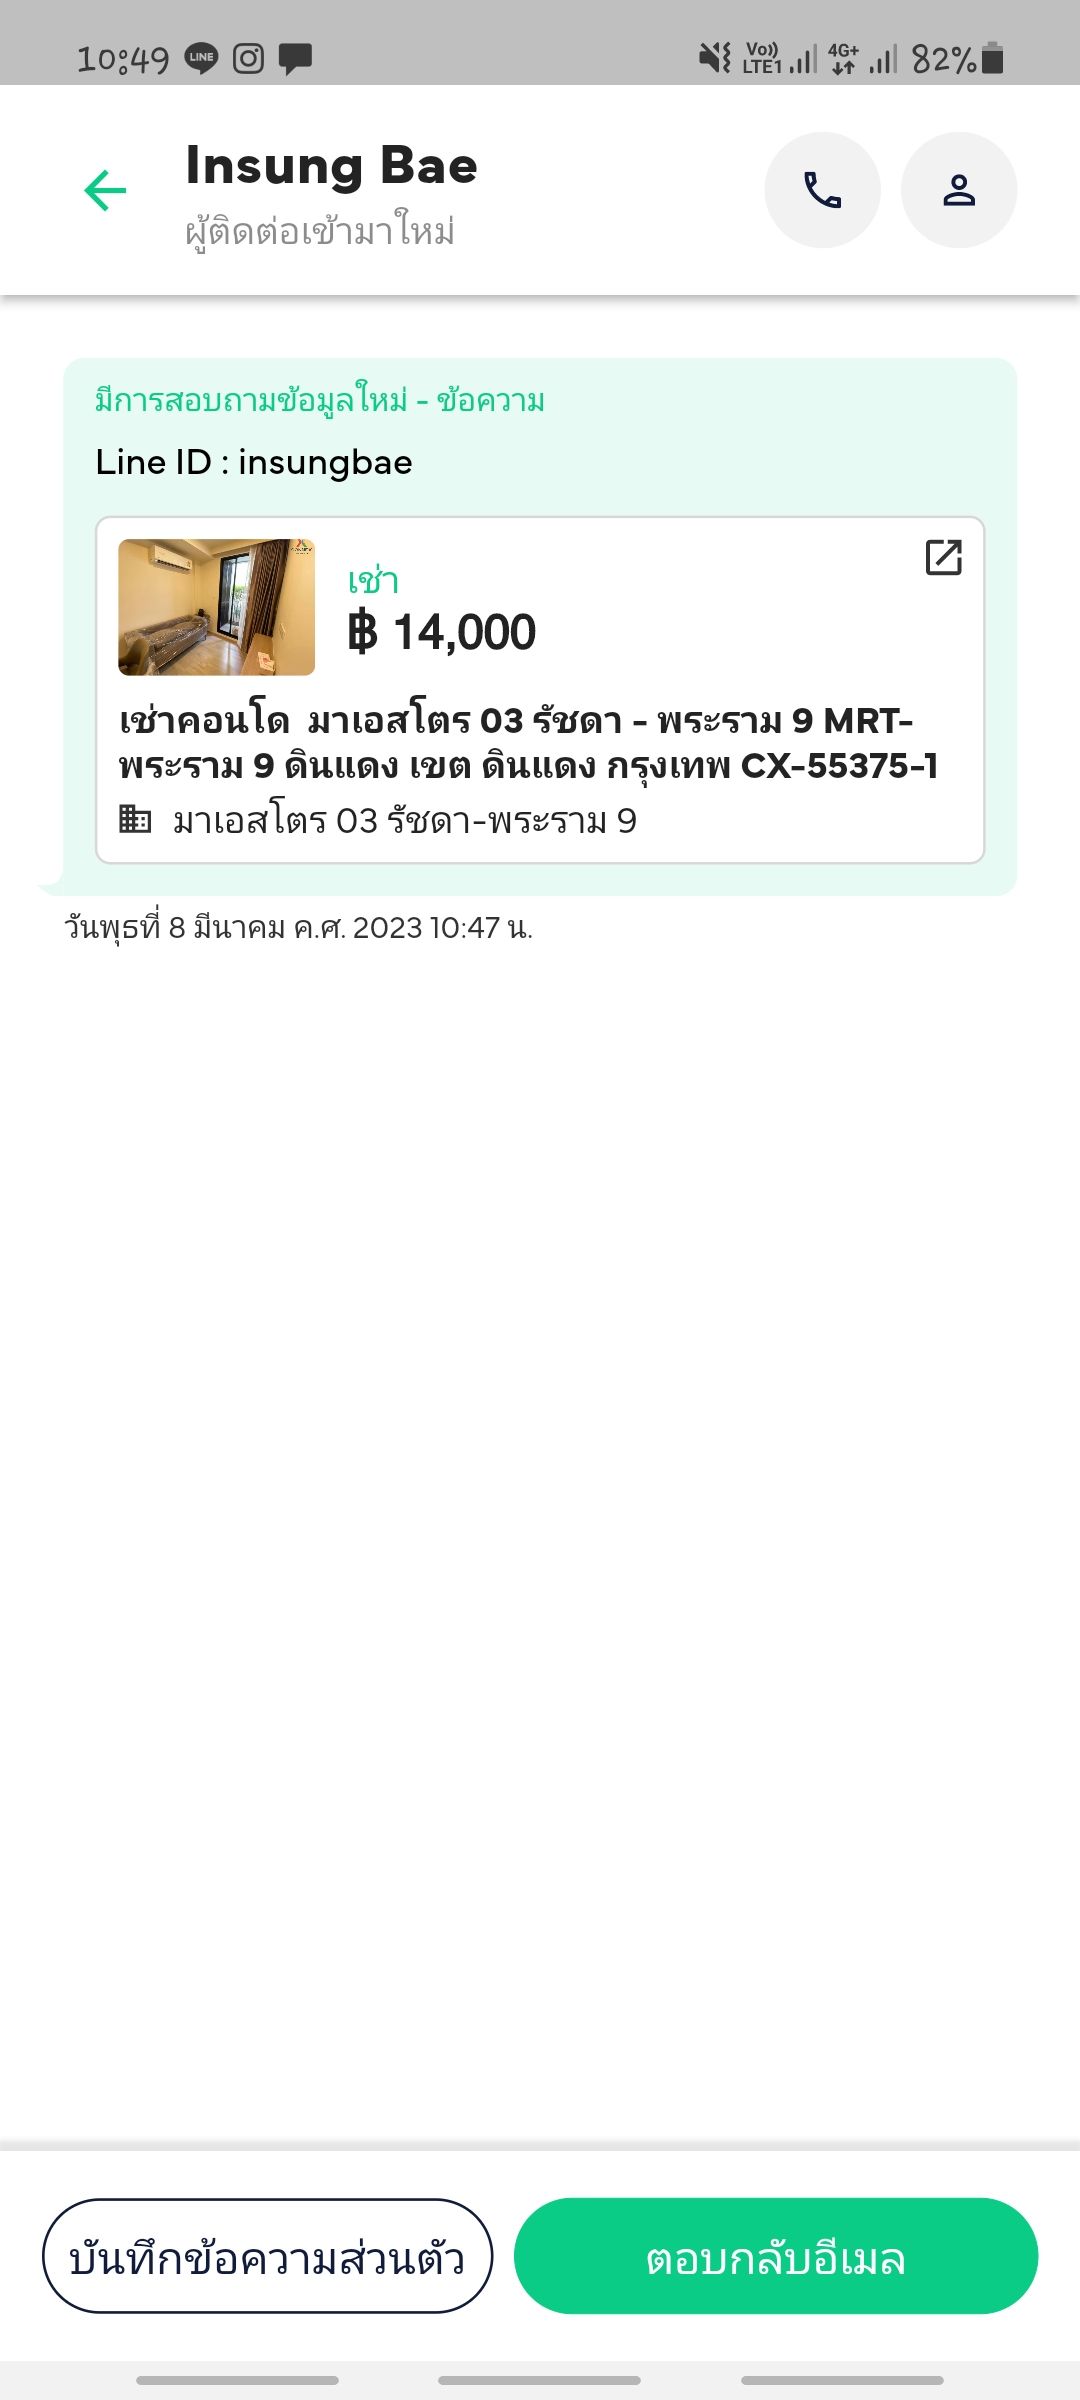 10:49 LINE Vo)) LTE1 4G+ 82%
Insung Bae
ผู้ติดต่อเข้ามาใหม่
มีการสอบถามข้อมูลใหม่ - ข้อความ
Line ID : insungbae
เช่า
฿ 14,000
เช่าคอนโด มาเอสโตร 03 รัชดา - พระราม 9 MRT-
พระราม 9 ดินแดง เขต ดินแดง กรุงเทพ CX-55375-1
มาเอสโตร 03 รัชดา-พระราม 9
วันพุธที่ 8 มีนาคม ค.ศ. 2023 10:47 น.
บันทึกข้อความส่วนตัว
ตอบกลับอีเมล